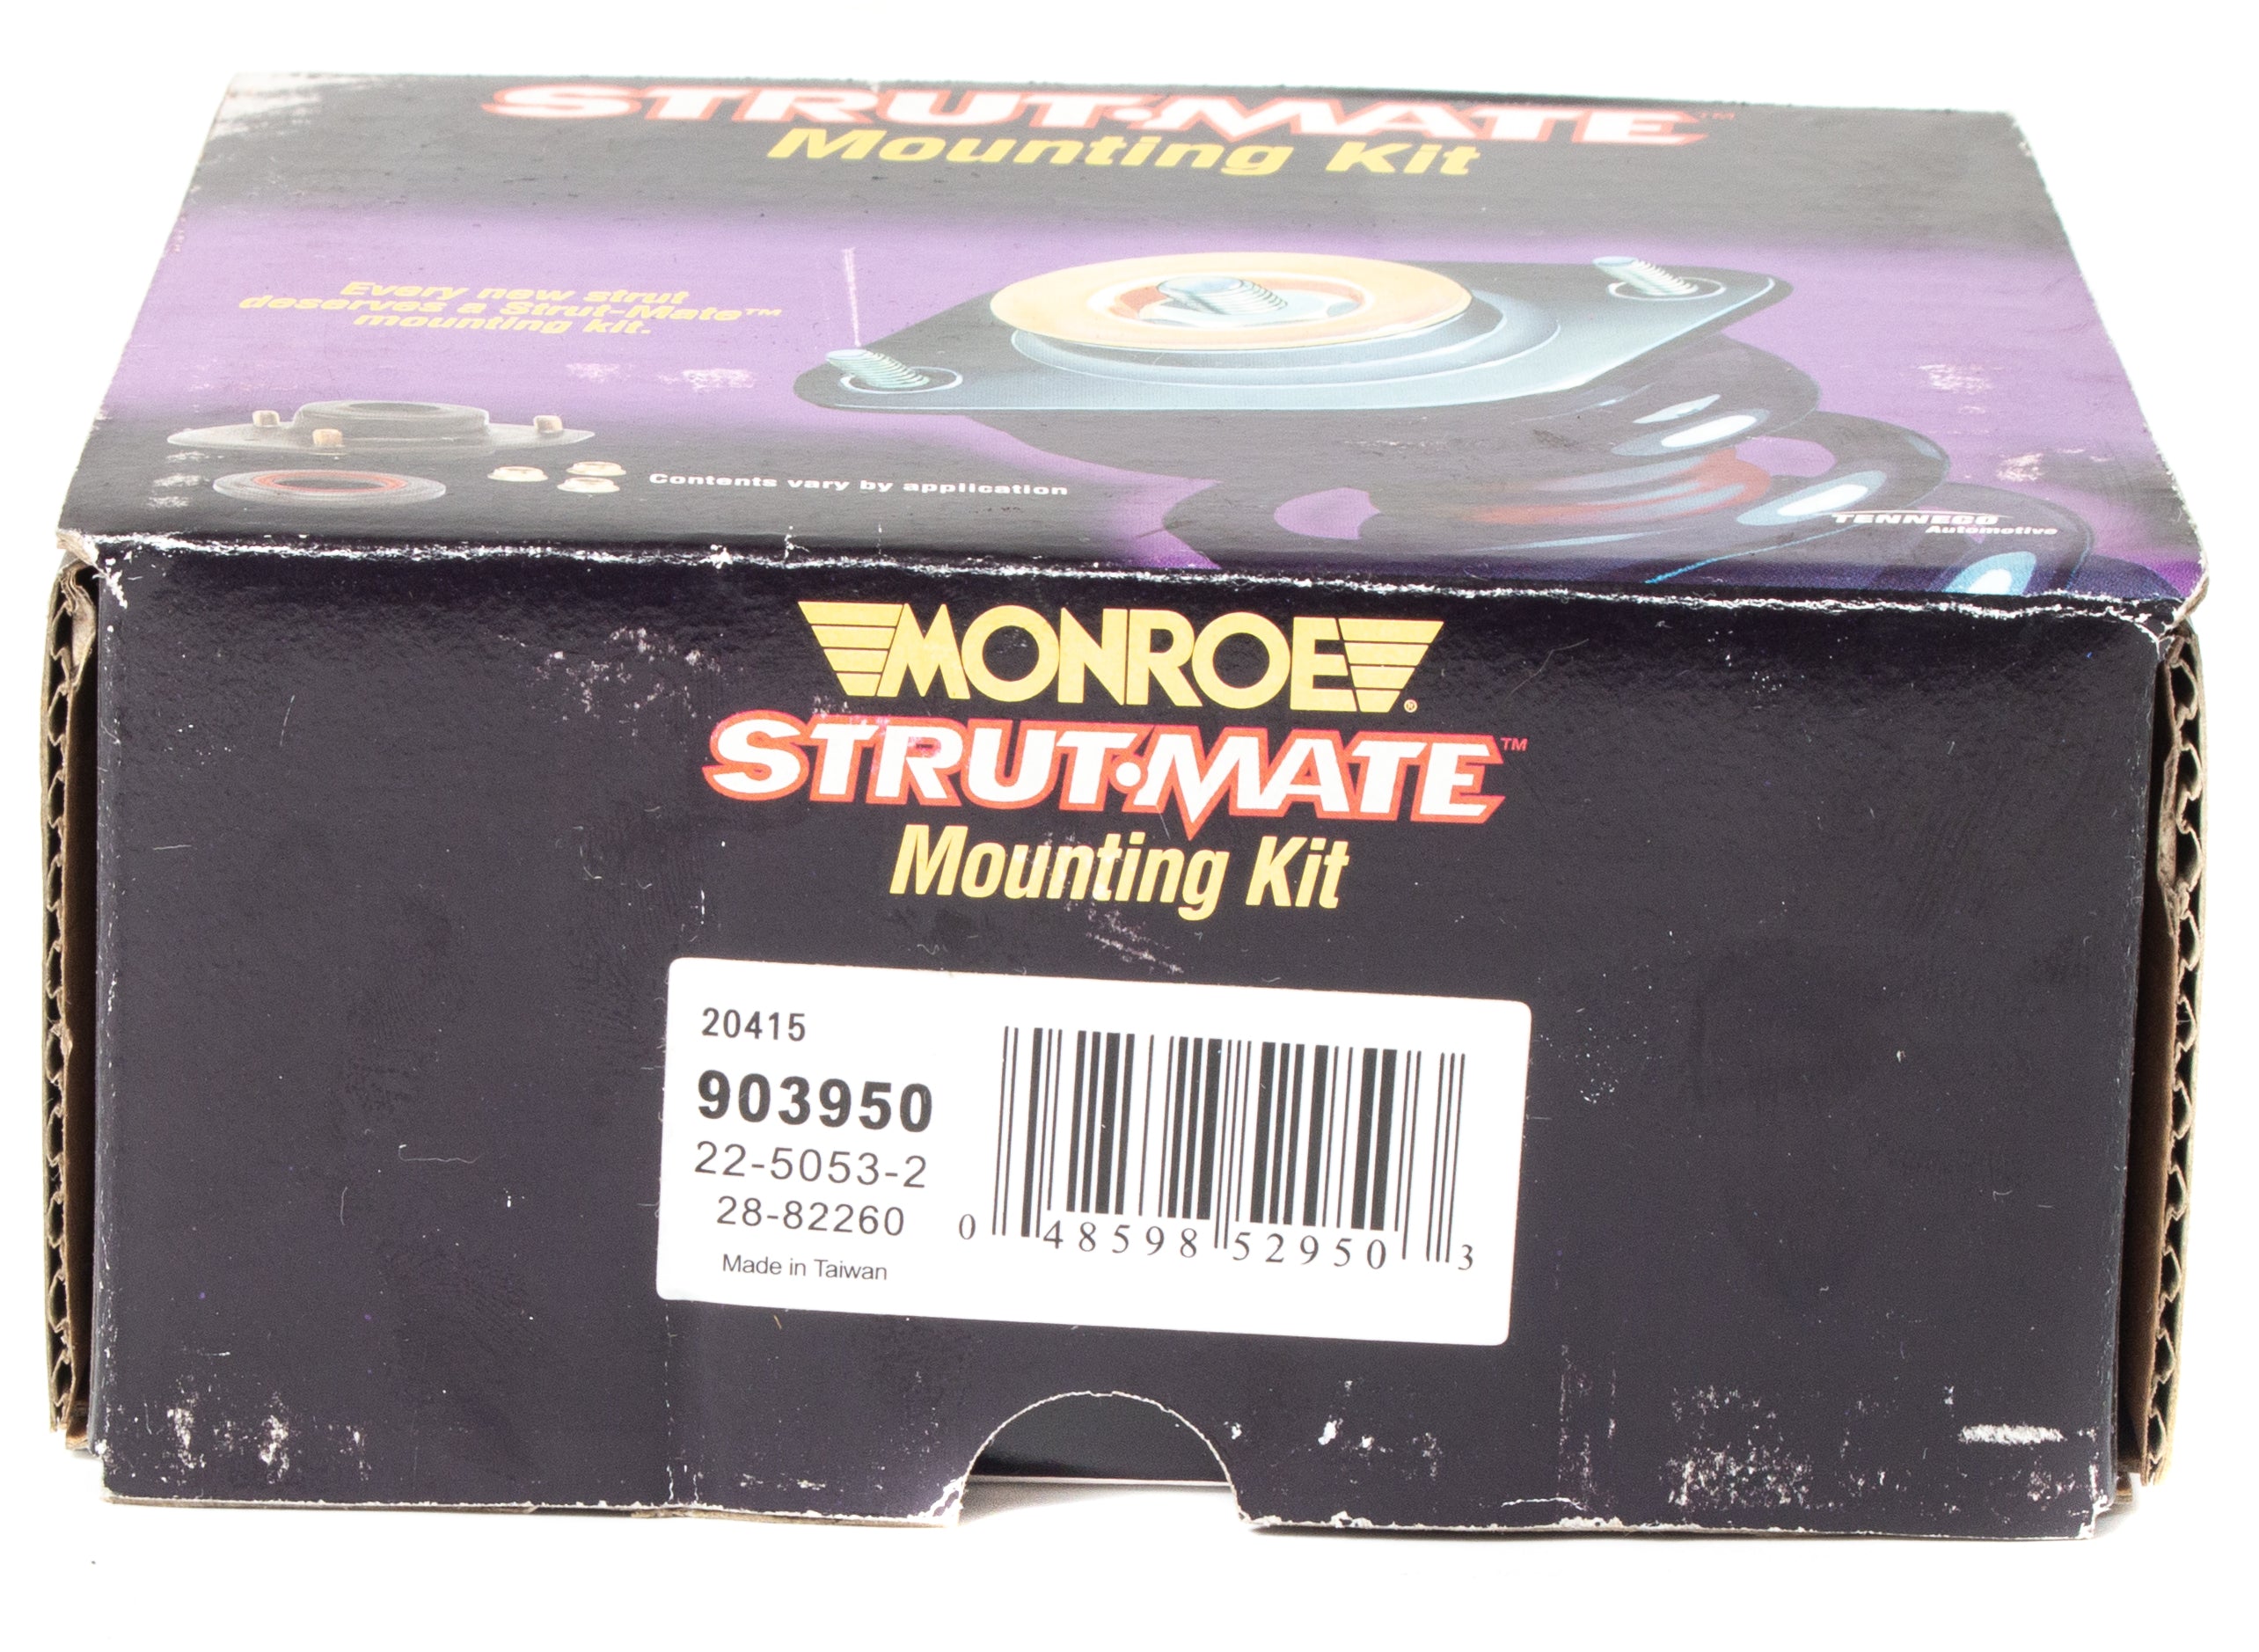 STRUT•MATE™
Mounting Kit
Every new strut
deserves a Strut-Mate™
mounting kit.
Contents vary by application
TENNECO
Automotive
MONROE®
STRUT•MATE™
Mounting Kit
20415
903950
22-5053-2
28-82260
Made in Taiwan
0 48598 52950 3